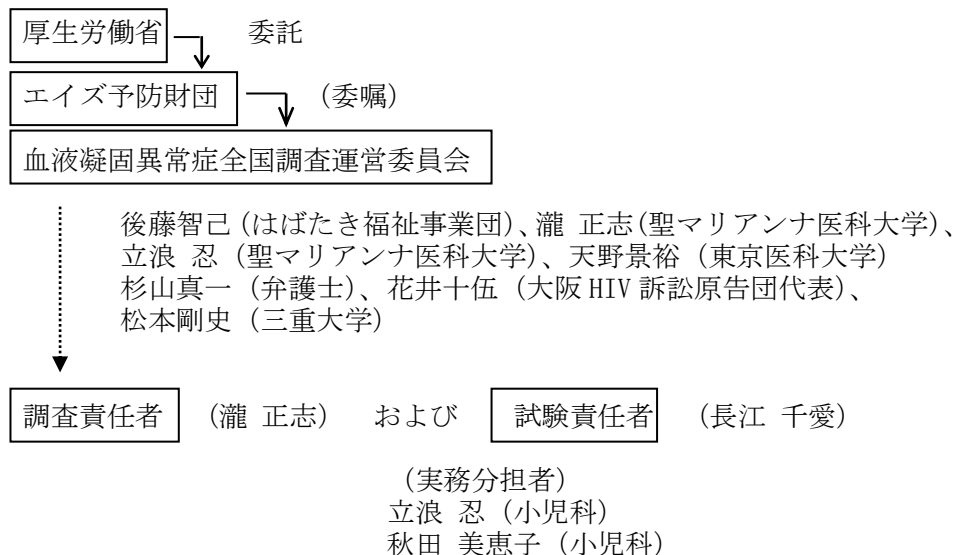 厚生労働省 委託
エイズ予防財団 (委嘱)
血液凝固異常症全国調査運営委員会
後藤智己(はばたき福祉事業団)、瀧 正志(聖マリアンナ医科大学)、
立浪 忍(聖マリアンナ医科大学)、天野景裕(東京医科大学)
杉山真一(弁護士)、花井十伍(大阪 HIV 訴訟原告団代表)、
松本剛史(三重大学)
調査責任者 (瀧 正志) および 試験責任者 (長江 千愛)
(実務分担者)
立浪 忍(小児科)
秋田 美恵子(小児科)